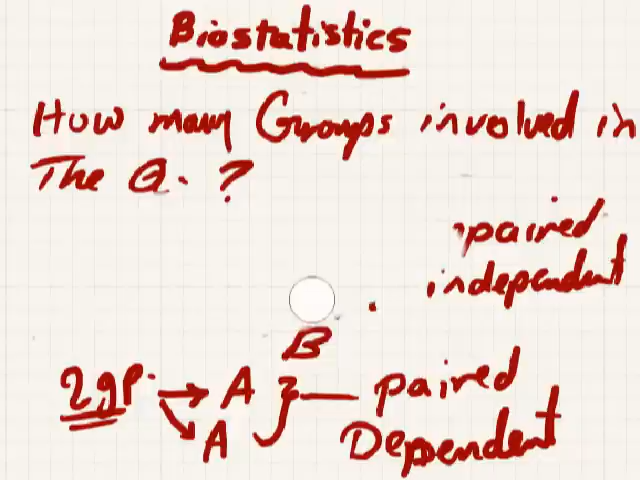 Biostatistics
How many Groups involved in
The Q. ?
paired
independent
B
2gp. → A } — paired
A Dependent